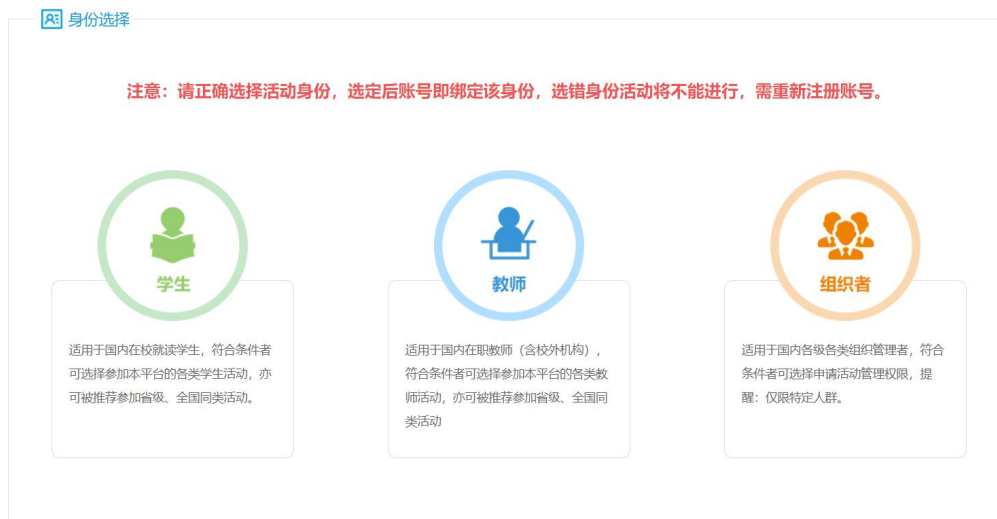 身份选择
注意：请正确选择活动身份，选定后账号即绑定该身份，选错身份活动将不能进行，需重新注册账号。
学生
适用于国内在校就读学生，符合条件者
可选择参加本平台的各类学生活动，亦
可被推荐参加省级、全国同类活动。
教师
适用于国内在职教师（含校外机构），
符合条件者可选择参加本平台的各类教
师活动，亦可被推荐参加省级、全国同
类活动
组织者
适用于国内各级各类组织管理者，符合
条件者可选择申请活动管理权限，提
醒：仅限特定人群。